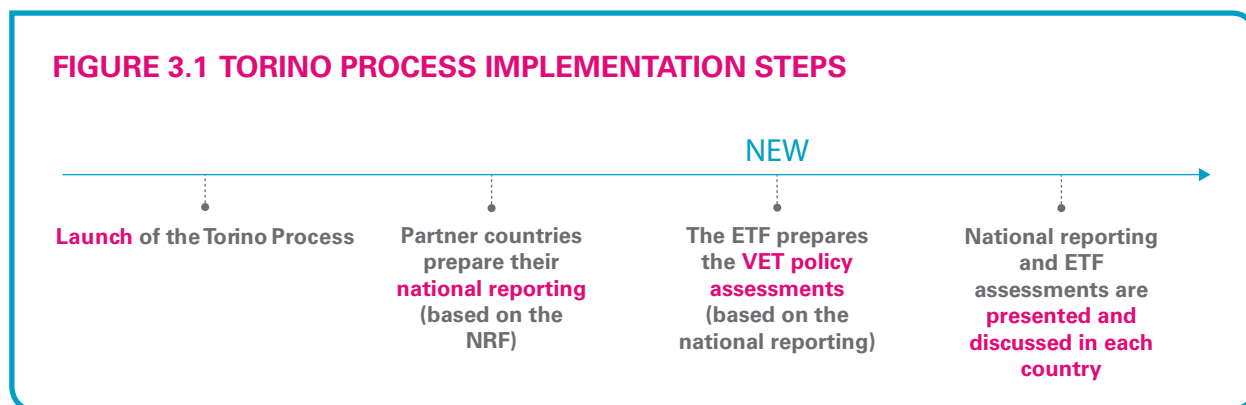 FIGURE 3.1 TORINO PROCESS IMPLEMENTATION STEPS
NEW
Launch of the Torino Process
Partner countries
prepare their
national reporting
(based on the
NRF)
The ETF prepares
the VET policy
assessments
(based on the
national reporting)
National reporting
and ETF
assessments are
presented and
discussed in each
country